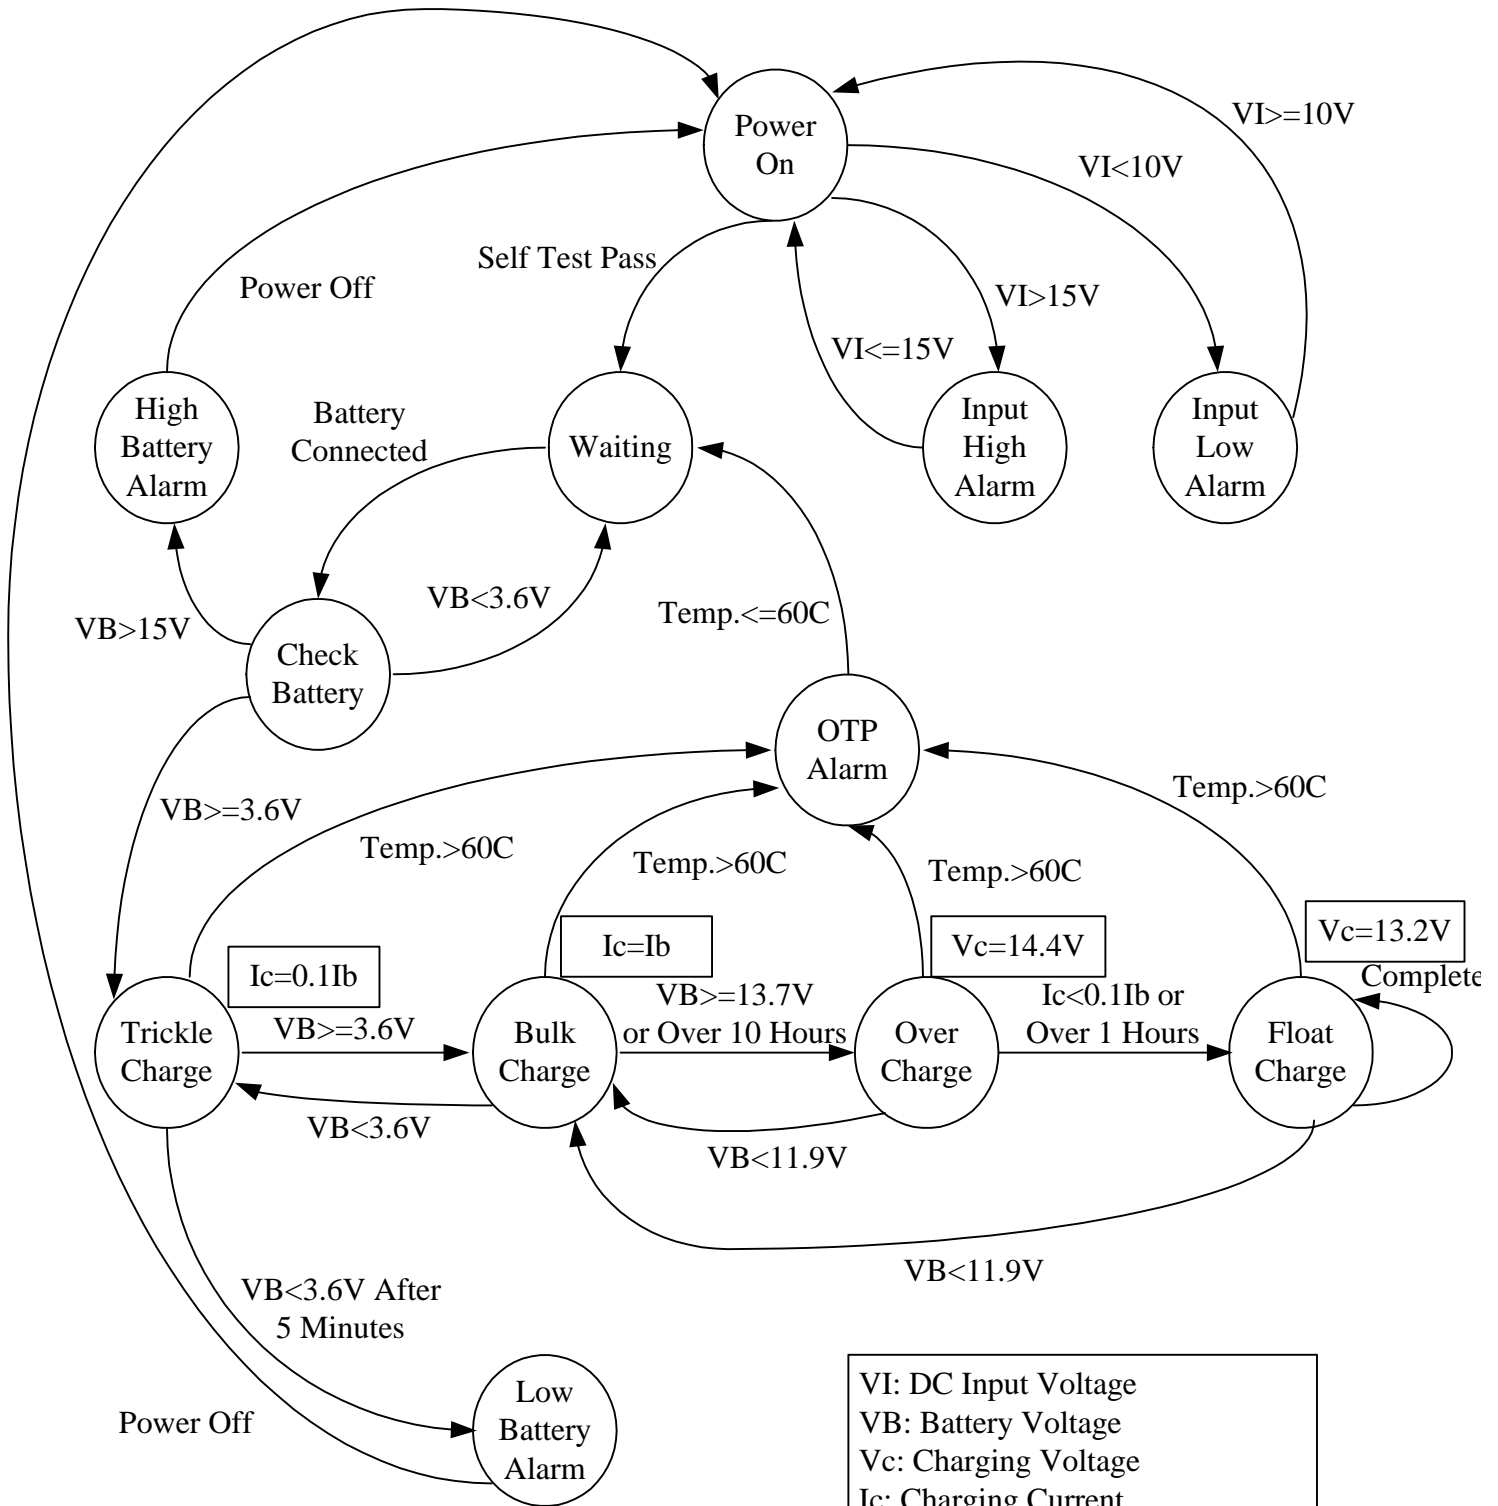 Power
On
VI>=10V
VI<10V
Self Test Pass
Power Off
VI>15V
VI<=15V
High
Battery
Alarm
Battery
Connected
Waiting
Input
High
Alarm
Input
Low
Alarm
VB>15V
VB<3.6V
Temp.<=60C
Check
Battery
OTP
Alarm
VB>=3.6V
Temp.>60C
Temp.>60C
Temp.>60C
Temp.>60C
Ic=0.1Ib
Ic=Ib
Vc=14.4V
Vc=13.2V
Complete
VB>=3.6V
VB>=13.7V
or Over 10 Hours
Ic<0.1Ib or
Over 1 Hours
Trickle
Charge
Bulk
Charge
Over
Charge
Float
Charge
VB<3.6V
VB<11.9V
VB<11.9V
VB<3.6V After
5 Minutes
Power Off
Low
Battery
Alarm
VI: DC Input Voltage
VB: Battery Voltage
Vc: Charging Voltage
Ic: Charging Current